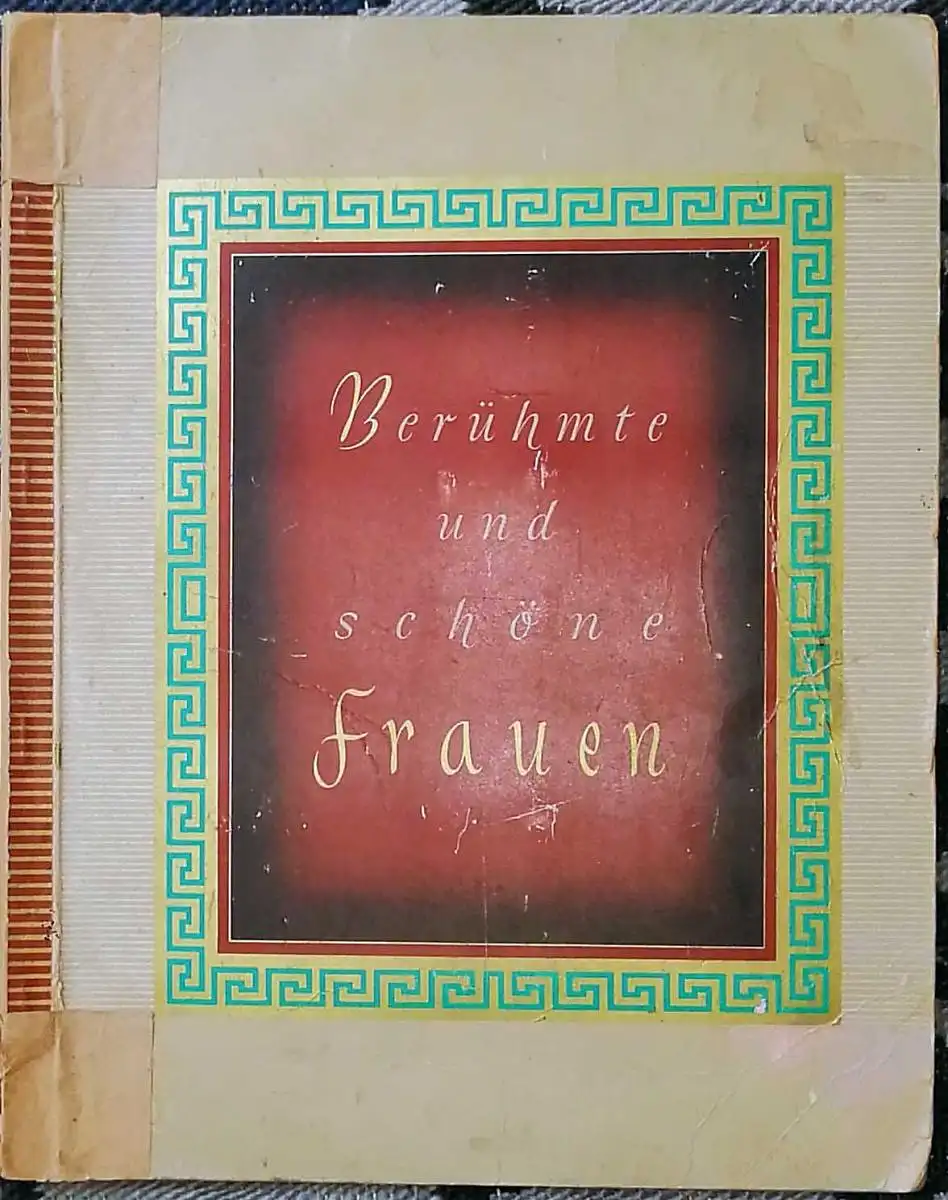 Berühmte
und
schöne
Frauen